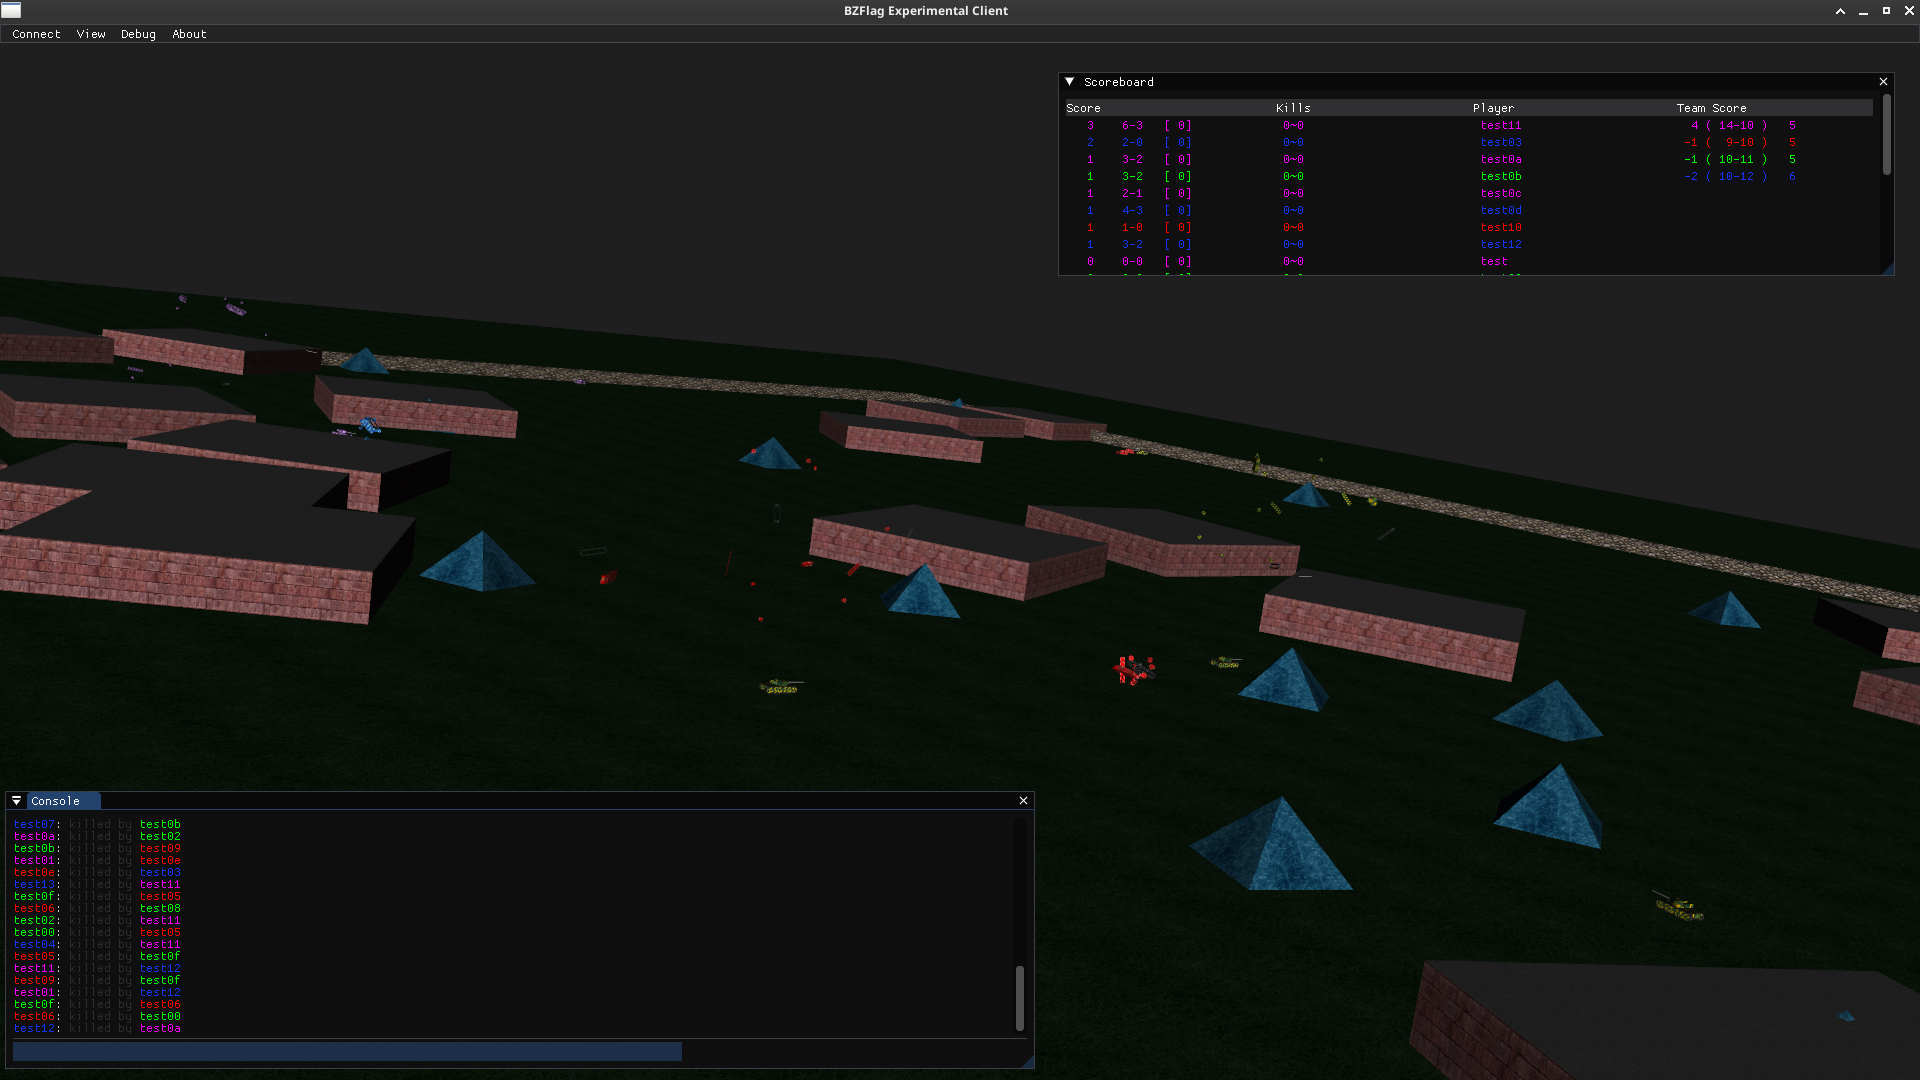 BZFlag Experimental Client
Connect View Debug About
Scoreboard
Score Kills Player Team Score
3 6-3 [ 0] 0~0 test11 4 ( 14-10 ) 5
2 2-0 [ 0] 0~0 test03 -1 ( 9-10 ) 5
1 3-2 [ 0] 0~0 test0a -1 ( 10-11 ) 5
1 3-2 [ 0] 0~0 test0b -2 ( 10-12 ) 6
1 2-1 [ 0] 0~0 test0c
1 4-3 [ 0] 0~0 test0d
1 1-0 [ 0] 0~0 test10
1 3-2 [ 0] 0~0 test12
0 0-0 [ 0] 0~0 test
Console
test07: killed by test0b
test0a: killed by test02
test0b: killed by test09
test01: killed by test0e
test0e: killed by test03
test13: killed by test11
test0f: killed by test05
test06: killed by test08
test02: killed by test11
test00: killed by test05
test04: killed by test11
test05: killed by test0f
test11: killed by test12
test09: killed by test0f
test01: killed by test12
test0f: killed by test06
test06: killed by test00
test12: killed by test0a